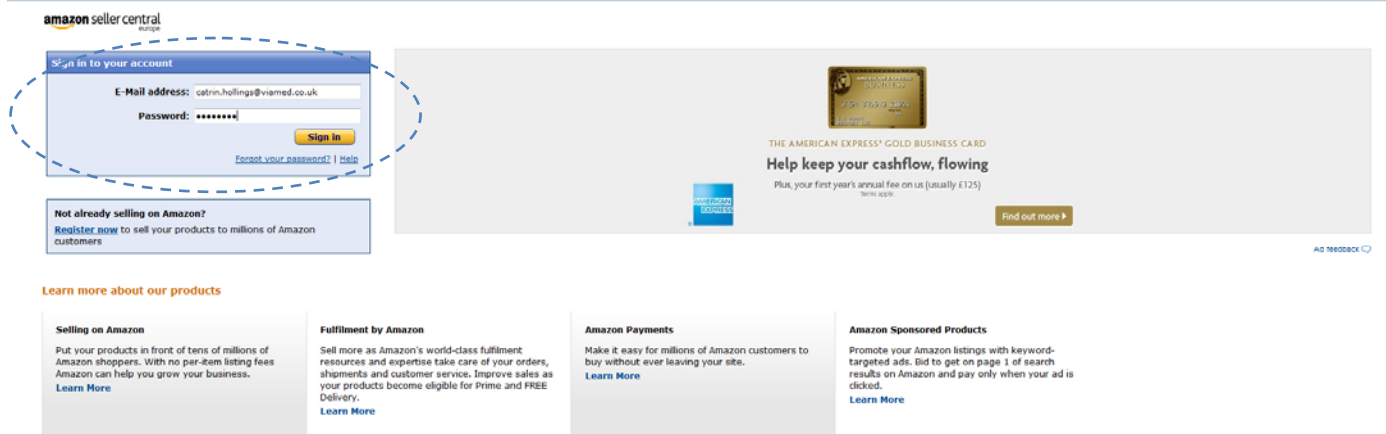 amazon seller central
europe
Sign in to your account
E-Mail address: catrin.hollings@viamed.co.uk
Password: ••••••••
Sign in
Forgot your password? | Help
Not already selling on Amazon?
Register now to sell your products to millions of Amazon
customers
AMERICAN EXPRESS
BUSINESS
THE AMERICAN EXPRESS® GOLD BUSINESS CARD
Help keep your cashflow, flowing
Plus, your first year's annual fee on us (usually £125)
Terms apply.
AMERICAN
EXPRESS
Find out more
Ad feedback
Learn more about our products
Selling on Amazon
Put your products in front of tens of millions of
Amazon shoppers. With no per-item listing fees
Amazon can help you grow your business.
Learn More
Fulfilment by Amazon
Sell more as Amazon's world-class fulfilment
resources and expertise take care of your orders,
shipments and customer service. Improve sales as
your products become eligible for Prime and FREE
Delivery.
Learn More
Amazon Payments
Make it easy for millions of Amazon customers to
buy without ever leaving your site.
Learn More
Amazon Sponsored Products
Promote your Amazon listings with keyword-
targeted ads. Bid to get on page 1 of search
results on Amazon and pay only when your ad is
clicked.
Learn More